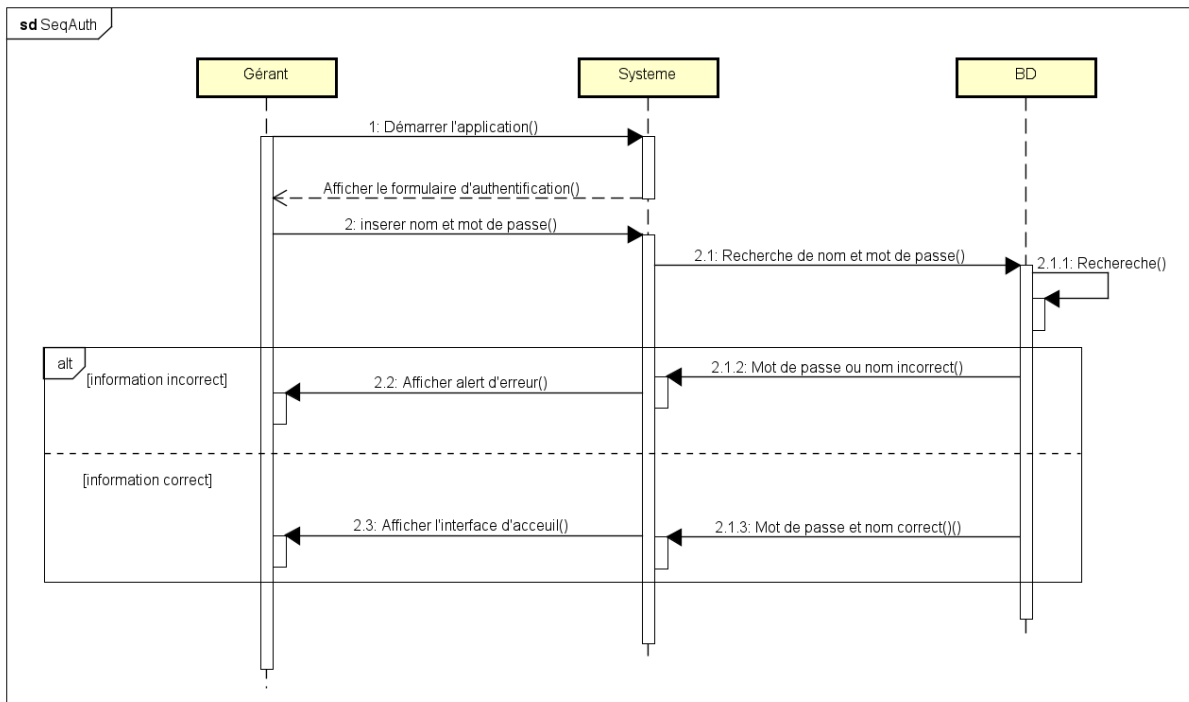 sd SeqAuth
Gérant
Systeme
BD
1: Démarrer l'application()
Afficher le formulaire d'authentification()
2: inserer nom et mot de passe()
2.1: Recherche de nom et mot de passe()
2.1.1: Rechereche()
alt
[information incorrect]
2.1.2: Mot de passe ou nom incorrect()
2.2: Afficher alert d'erreur()
[information correct]
2.3: Afficher l'interface d'acceuil()
2.1.3: Mot de passe et nom correct()()